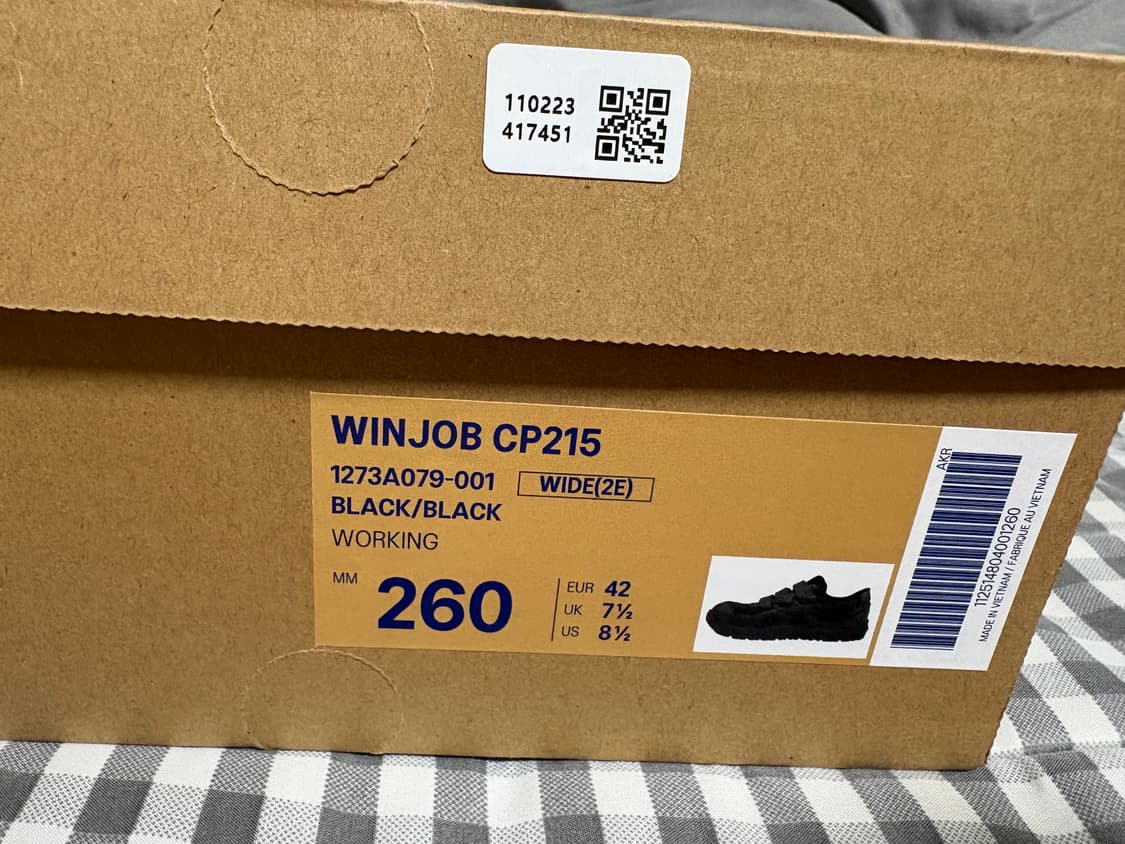 110223
417451
WINJOB CP215
1273A079-001 WIDE(2E)
BLACK/BLACK
WORKING
MM 260
EUR 42
UK 7½
US 8½
AKR
112514804001260
MADE IN VIETNAM / FABRIQUE AU VIETNAM